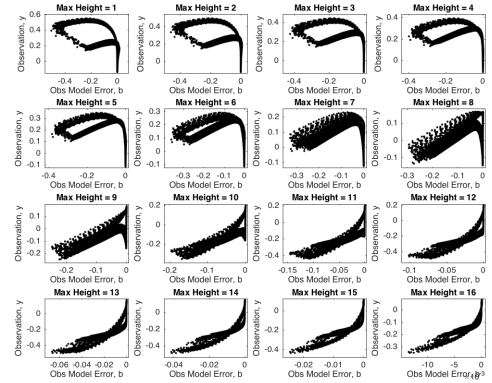 Max Height = 1
Max Height = 2
Max Height = 3
Max Height = 4
Observation, y
Observation, y
Observation, y
Observation, y
0.6
0.4
0.2
0
0.4
0.2
0
0.4
0.2
0
0.4
0.2
0
-0.4 -0.2 0
-0.4 -0.2 0
-0.4 -0.2 0
-0.4 -0.2 0
Obs Model Error, b
Obs Model Error, b
Obs Model Error, b
Obs Model Error, b
Max Height = 5
Max Height = 6
Max Height = 7
Max Height = 8
Observation, y
Observation, y
Observation, y
Observation, y
0.3
0.2
0.1
0
0.3
0.2
0.1
0
-0.1
0.2
0.1
0
-0.1
0.1
0
-0.1
-0.4 -0.2 0
-0.3 -0.2 -0.1 0
-0.3 -0.2 -0.1 0
-0.3 -0.2 -0.1 0
Obs Model Error, b
Obs Model Error, b
Obs Model Error, b
Obs Model Error, b
Max Height = 9
Max Height = 10
Max Height = 11
Max Height = 12
Observation, y
Observation, y
Observation, y
Observation, y
0.1
0
-0.1
-0.2
0.2
0
-0.2
0.2
0
-0.2
-0.4
0.2
0
-0.2
-0.4
-0.2 -0.1 0
-0.2 -0.1 0
-0.15 -0.1 -0.05 0
-0.1 -0.05 0
Obs Model Error, b
Obs Model Error, b
Obs Model Error, b
Obs Model Error, b
Max Height = 13
Max Height = 14
Max Height = 15
Max Height = 16
Observation, y
Observation, y
Observation, y
Observation, y
0
-0.2
-0.4
0
-0.2
-0.4
0
-0.2
-0.4
0
-0.1
-0.2
-0.3
-0.06 -0.04 -0.02 0
-0.04 -0.02 0
-10 -5 0
Obs Model Error, b
Obs Model Error, b
Obs Model Error, b
Obs Model Error, b